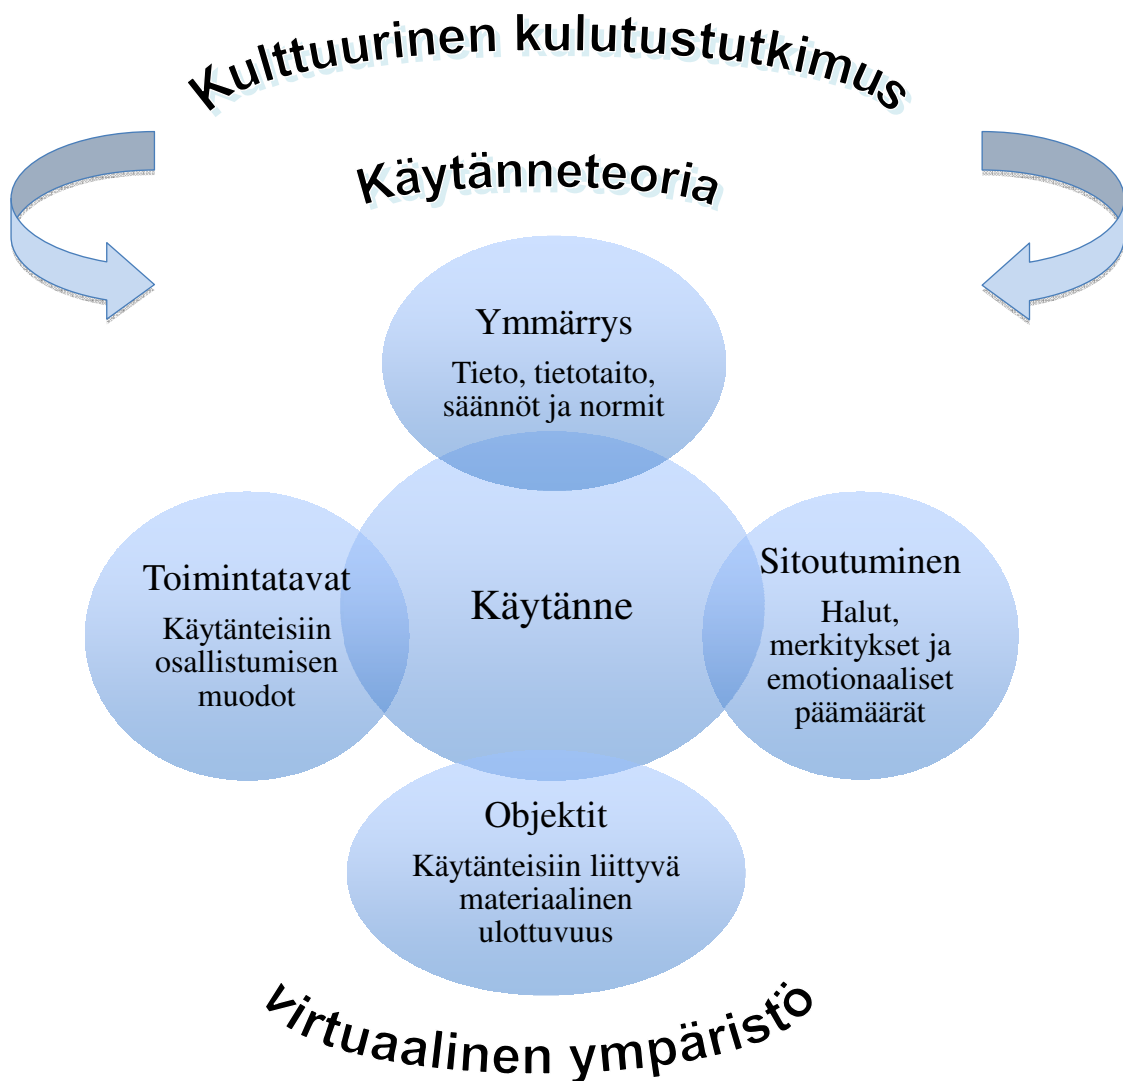 Kulttuurinen kulutustutkimus
Käytänneteoria
Ymmärrys
Tieto, tietotaito,
säännöt ja normit
Toimintatavat
Käytänteisiin
osallistumisen
muodot
Käytänne
Sitoutuminen
Halut,
merkitykset ja
emotionaaliset
päämäärät
Objektit
Käytänteisiin liittyvä
materiaalinen
ulottuvuus
virtuaalinen ympäristö